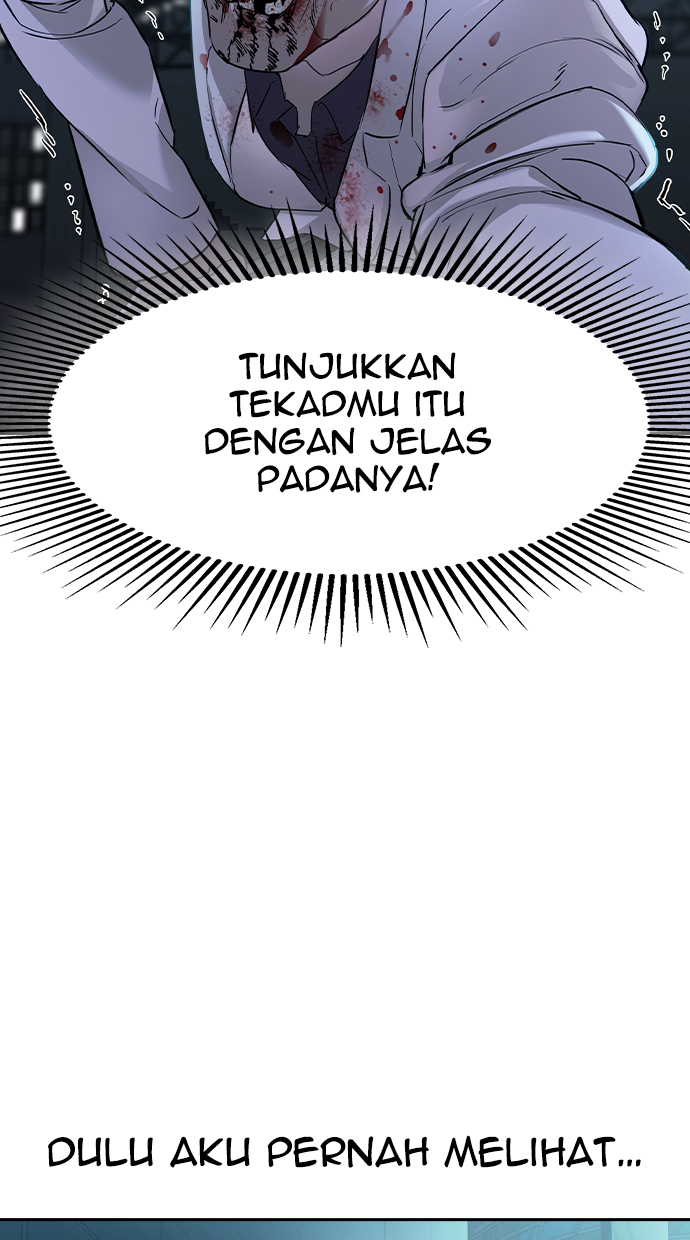 TUNJUKKAN
TEKADMU ITU
DENGAN JELAS
PADANYA!
DULU AKU PERNAH MELIHAT...